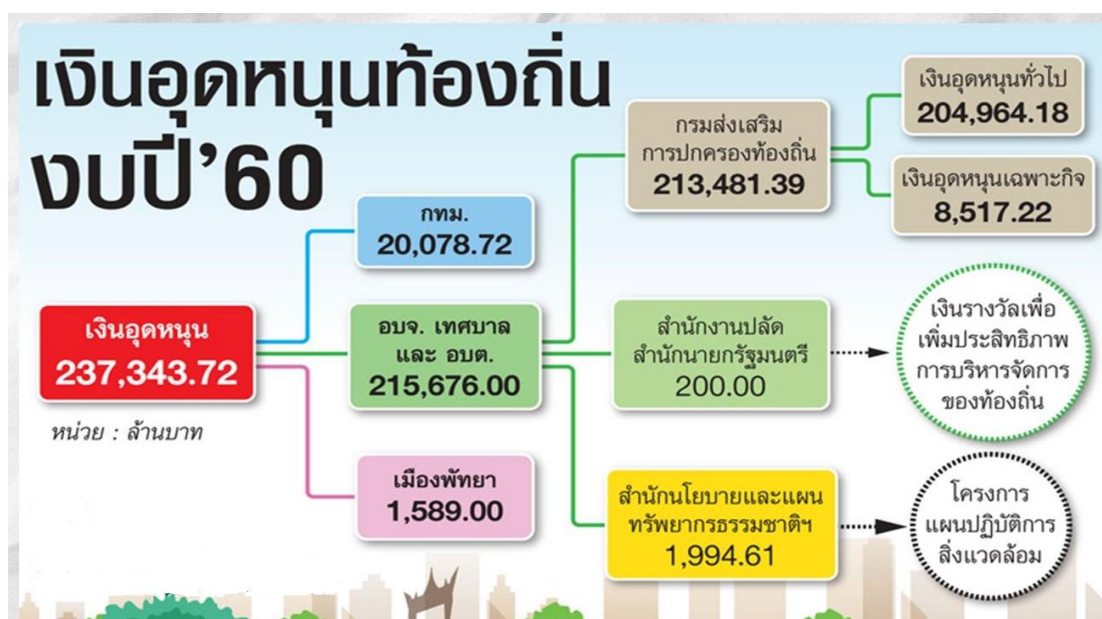 เงินอุดหนุนท้องถิ่น
งบปี'60
เงินอุดหนุน
237,343.72
หน่วย : ล้านบาท
กทม.
20,078.72
อบจ. เทศบาล
และ อบต.
215,676.00
เมืองพัทยา
1,589.00
กรมส่งเสริม
การปกครองท้องถิ่น
213,481.39
เงินอุดหนุนทั่วไป
204,964.18
เงินอุดหนุนเฉพาะกิจ
8,517.22
สำนักงานปลัด
สำนักนายกรัฐมนตรี
200.00
เงินรางวัลเพื่อ
เพิ่มประสิทธิภาพ
การบริหารจัดการ
ของท้องถิ่น
สำนักนโยบายและแผน
ทรัพยากรธรรมชาติฯ
1,994.61
โครงการ
แผนปฏิบัติการ
สิ่งแวดล้อม